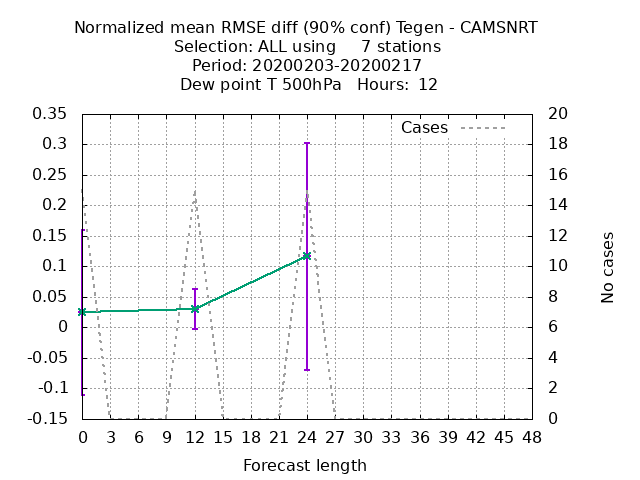 Normalized mean RMSE diff (90% conf) Tegen - CAMSNRT
Selection: ALL using     7 stations
Period: 20200203-20200217
Dew point T 500hPa   Hours:  12
0.35
0.3
0.25
0.2
0.15
0.1
0.05
0
-0.05
-0.1
-0.15
Cases
20
18
16
14
12
10
8
6
4
2
0
No cases
0 3 6 9 12 15 18 21 24 27 30 33 36 39 42 45 48
Forecast length